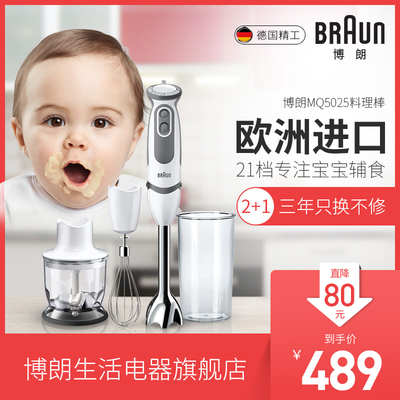 德国精工
BRAUN
博朗
博朗MQ5025料理棒
欧洲进口
21档专注宝宝辅食
2+1 三年只换不修
BRAUN
直降
80
元
到手价
¥489
博朗生活电器旗舰店